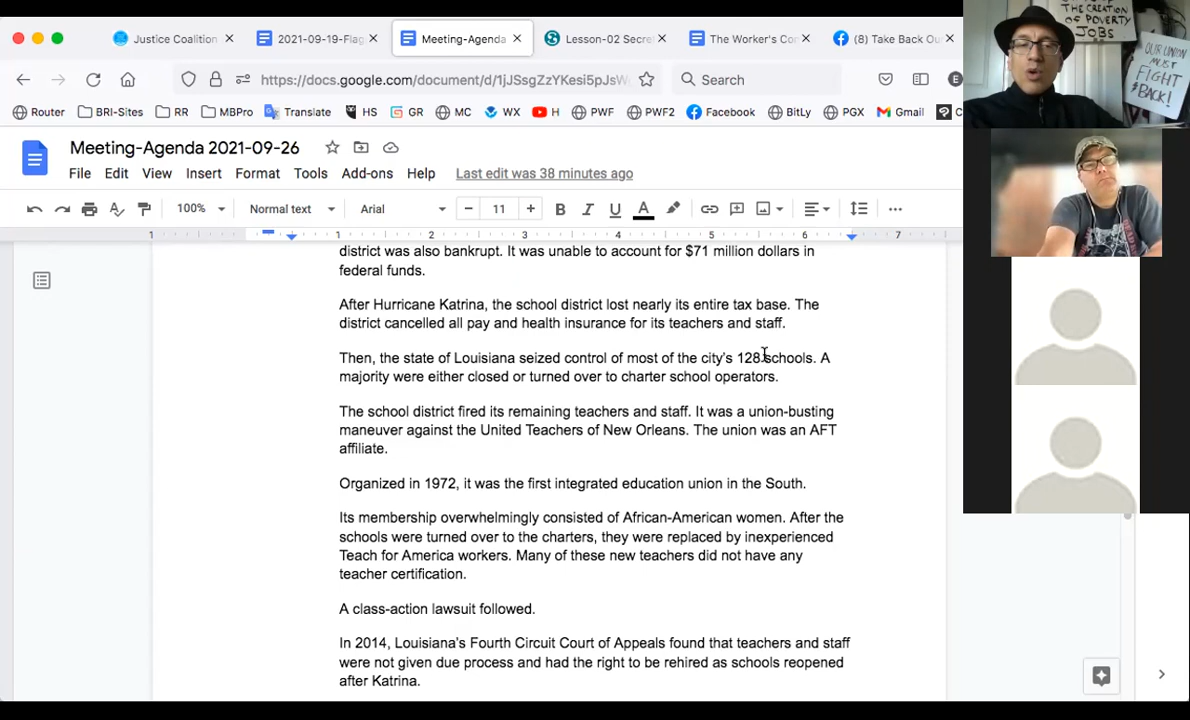 Justice Coalition
2021-09-19-Flag
Meeting-Agenda
Lesson-02 Secre
The Worker's Con
(8) Take Back Ou
https://docs.google.com/document/d/1jJSsgZzYKesi5pJsW
Search
Router
BRI-Sites
RR
MBPro
Translate
HS
GR
MC
WX
H
PWF
PWF2
Facebook
BitLy
PGX
Gmail
Meeting-Agenda 2021-09-26
File Edit View Insert Format Tools Add-ons Help Last edit was 38 minutes ago
100% Normal text Arial 11 B I U A
1 1 2 3 4 5 6 7
district was also bankrupt. It was unable to account for $71 million dollars in
federal funds.
After Hurricane Katrina, the school district lost nearly its entire tax base. The
district cancelled all pay and health insurance for its teachers and staff.
Then, the state of Louisiana seized control of most of the city's 128 schools. A
majority were either closed or turned over to charter school operators.
The school district fired its remaining teachers and staff. It was a union-busting
maneuver against the United Teachers of New Orleans. The union was an AFT
affiliate.
Organized in 1972, it was the first integrated education union in the South.
Its membership overwhelmingly consisted of African-American women. After the
schools were turned over to the charters, they were replaced by inexperienced
Teach for America workers. Many of these new teachers did not have any
teacher certification.
A class-action lawsuit followed.
In 2014, Louisiana's Fourth Circuit Court of Appeals found that teachers and staff
were not given due process and had the right to be rehired as schools reopened
after Katrina.
THE CREATION
OF POVERTY
JOBS
OUR UNION
MUST
FIGHT
BACK!